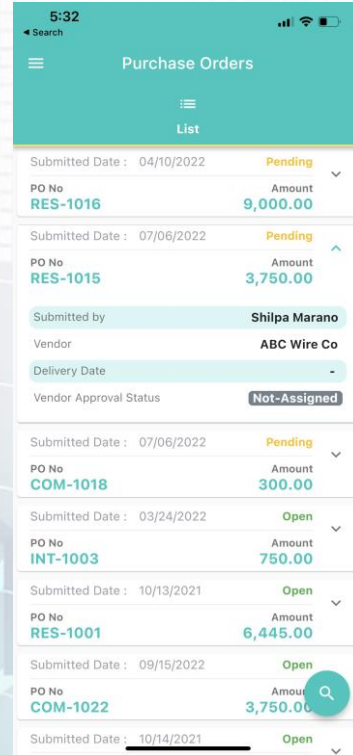 5:32
◄ Search
Purchase Orders
List
Submitted Date : 04/10/2022 Pending
PO No Amount
RES-1016 9,000.00
Submitted Date : 07/06/2022 Pending
PO No Amount
RES-1015 3,750.00
Submitted by Shilpa Marano
Vendor ABC Wire Co
Delivery Date -
Vendor Approval Status Not-Assigned
Submitted Date : 07/06/2022 Pending
PO No Amount
COM-1018 300.00
Submitted Date : 03/24/2022 Open
PO No Amount
INT-1003 750.00
Submitted Date : 10/13/2021 Open
PO No Amount
RES-1001 6,445.00
Submitted Date : 09/15/2022 Open
PO No Amou
COM-1022 3,750.0
Submitted Date : 10/14/2021 Open